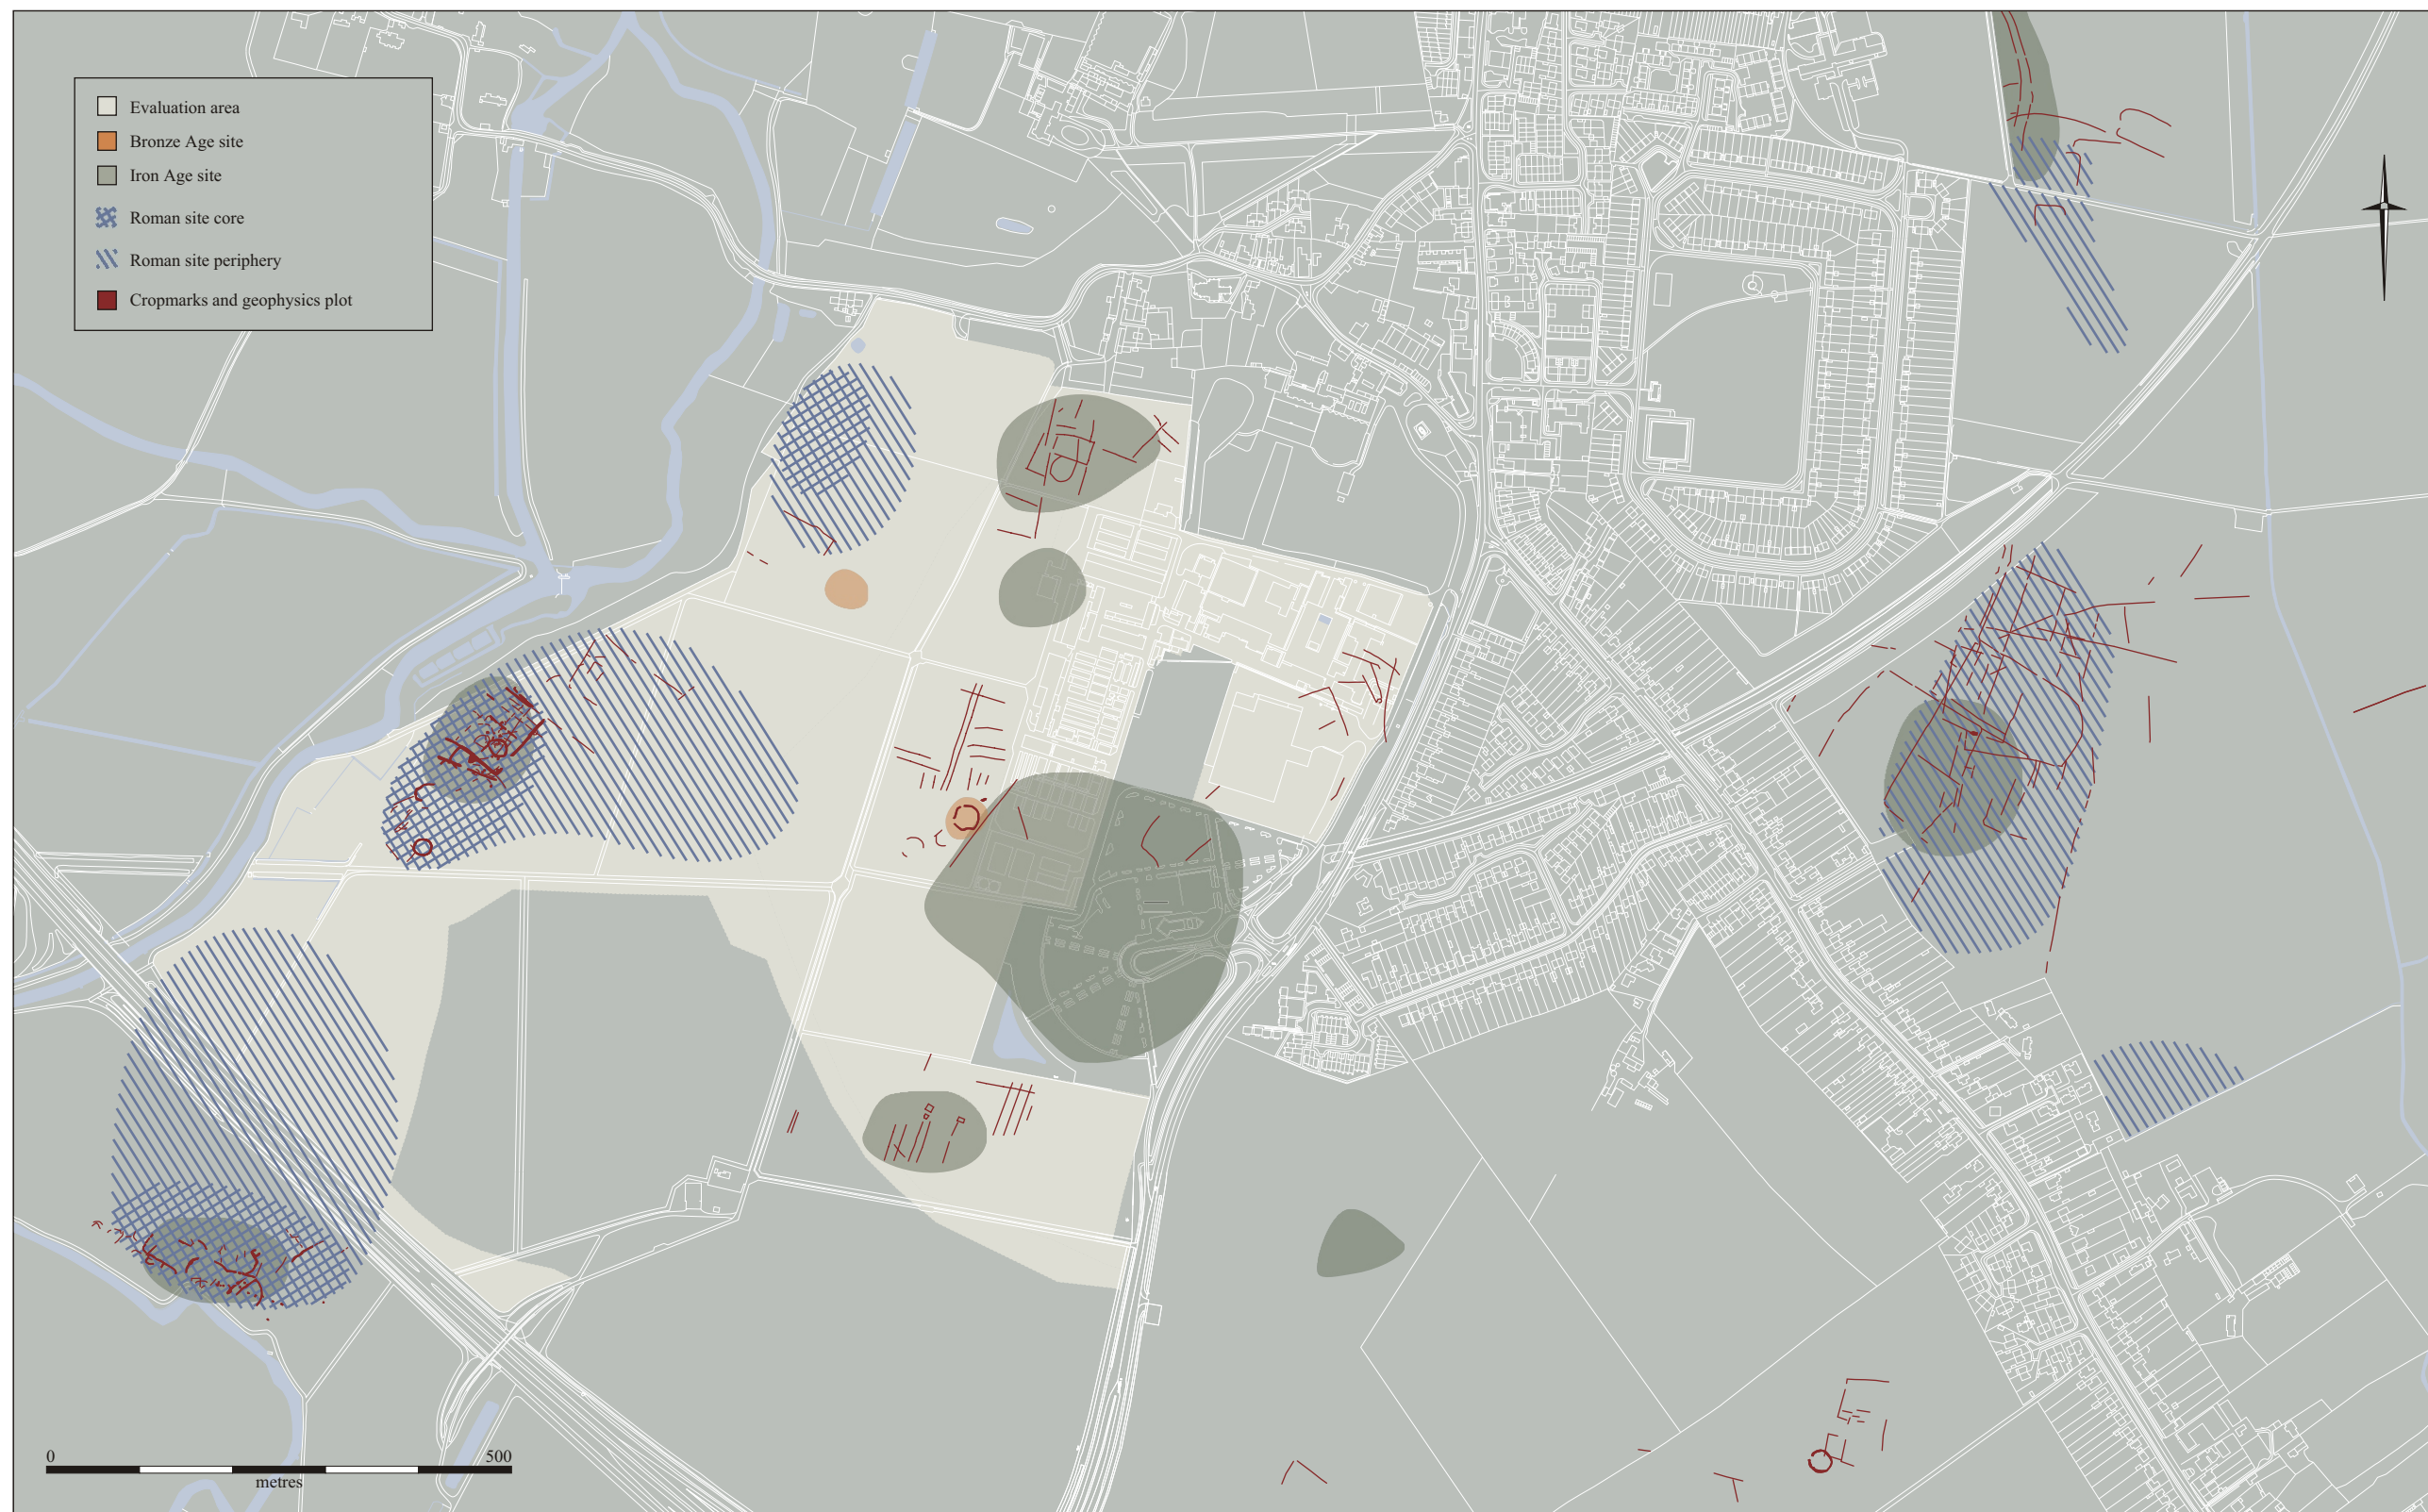 Evaluation area
Bronze Age site
Iron Age site
Roman site core
Roman site periphery
Cropmarks and geophysics plot
0 500
metres